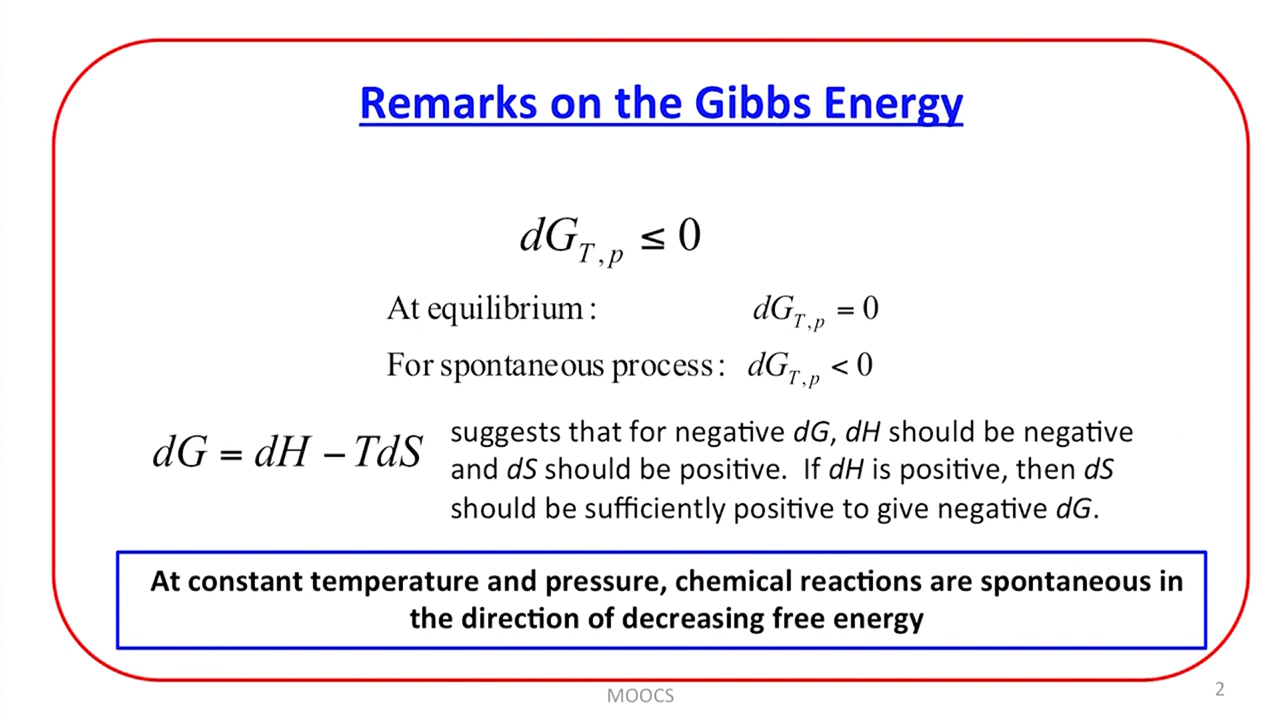 Remarks on the Gibbs Energy
dG_{T,p} ≤ 0
At equilibrium: dG_{T,p} = 0
For spontaneous process: dG_{T,p} < 0
dG = dH − TdS
suggests that for negative dG, dH should be negative
and dS should be positive. If dH is positive, then dS
should be sufficiently positive to give negative dG.
At constant temperature and pressure, chemical reactions are spontaneous in
the direction of decreasing free energy
MOOCS
2